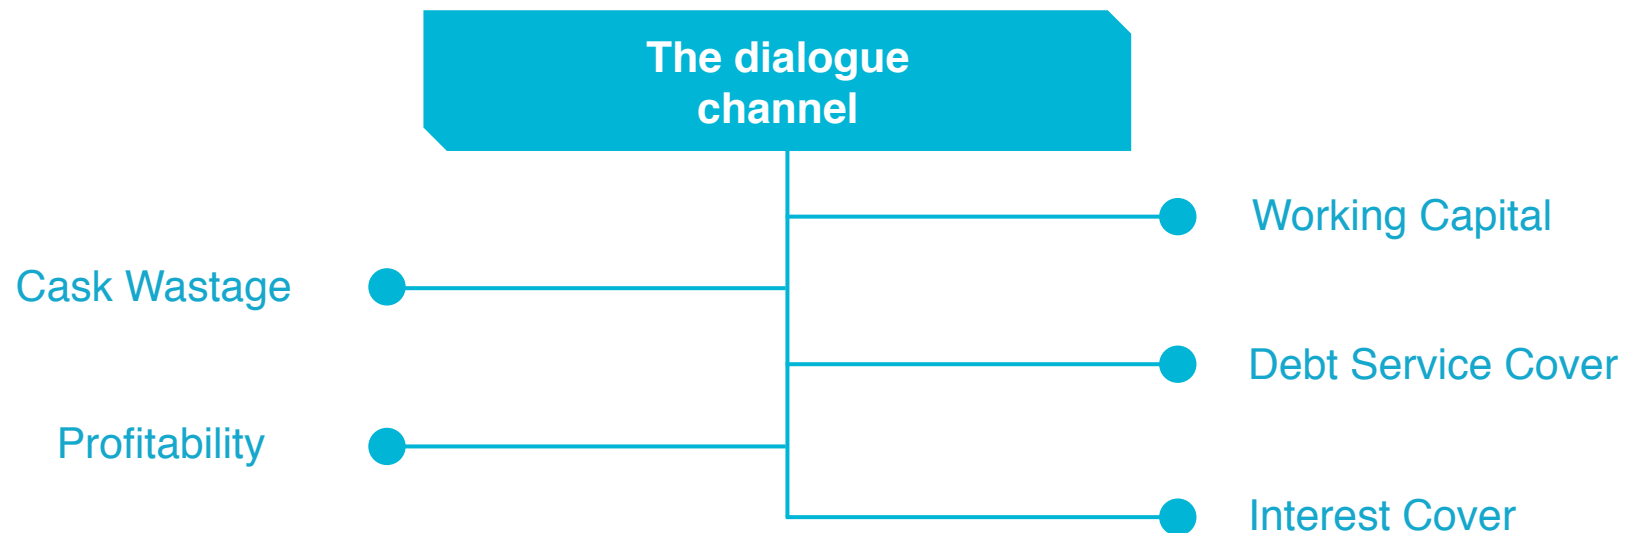 The dialogue
channel
Working Capital
Cask Wastage
Debt Service Cover
Profitability
Interest Cover